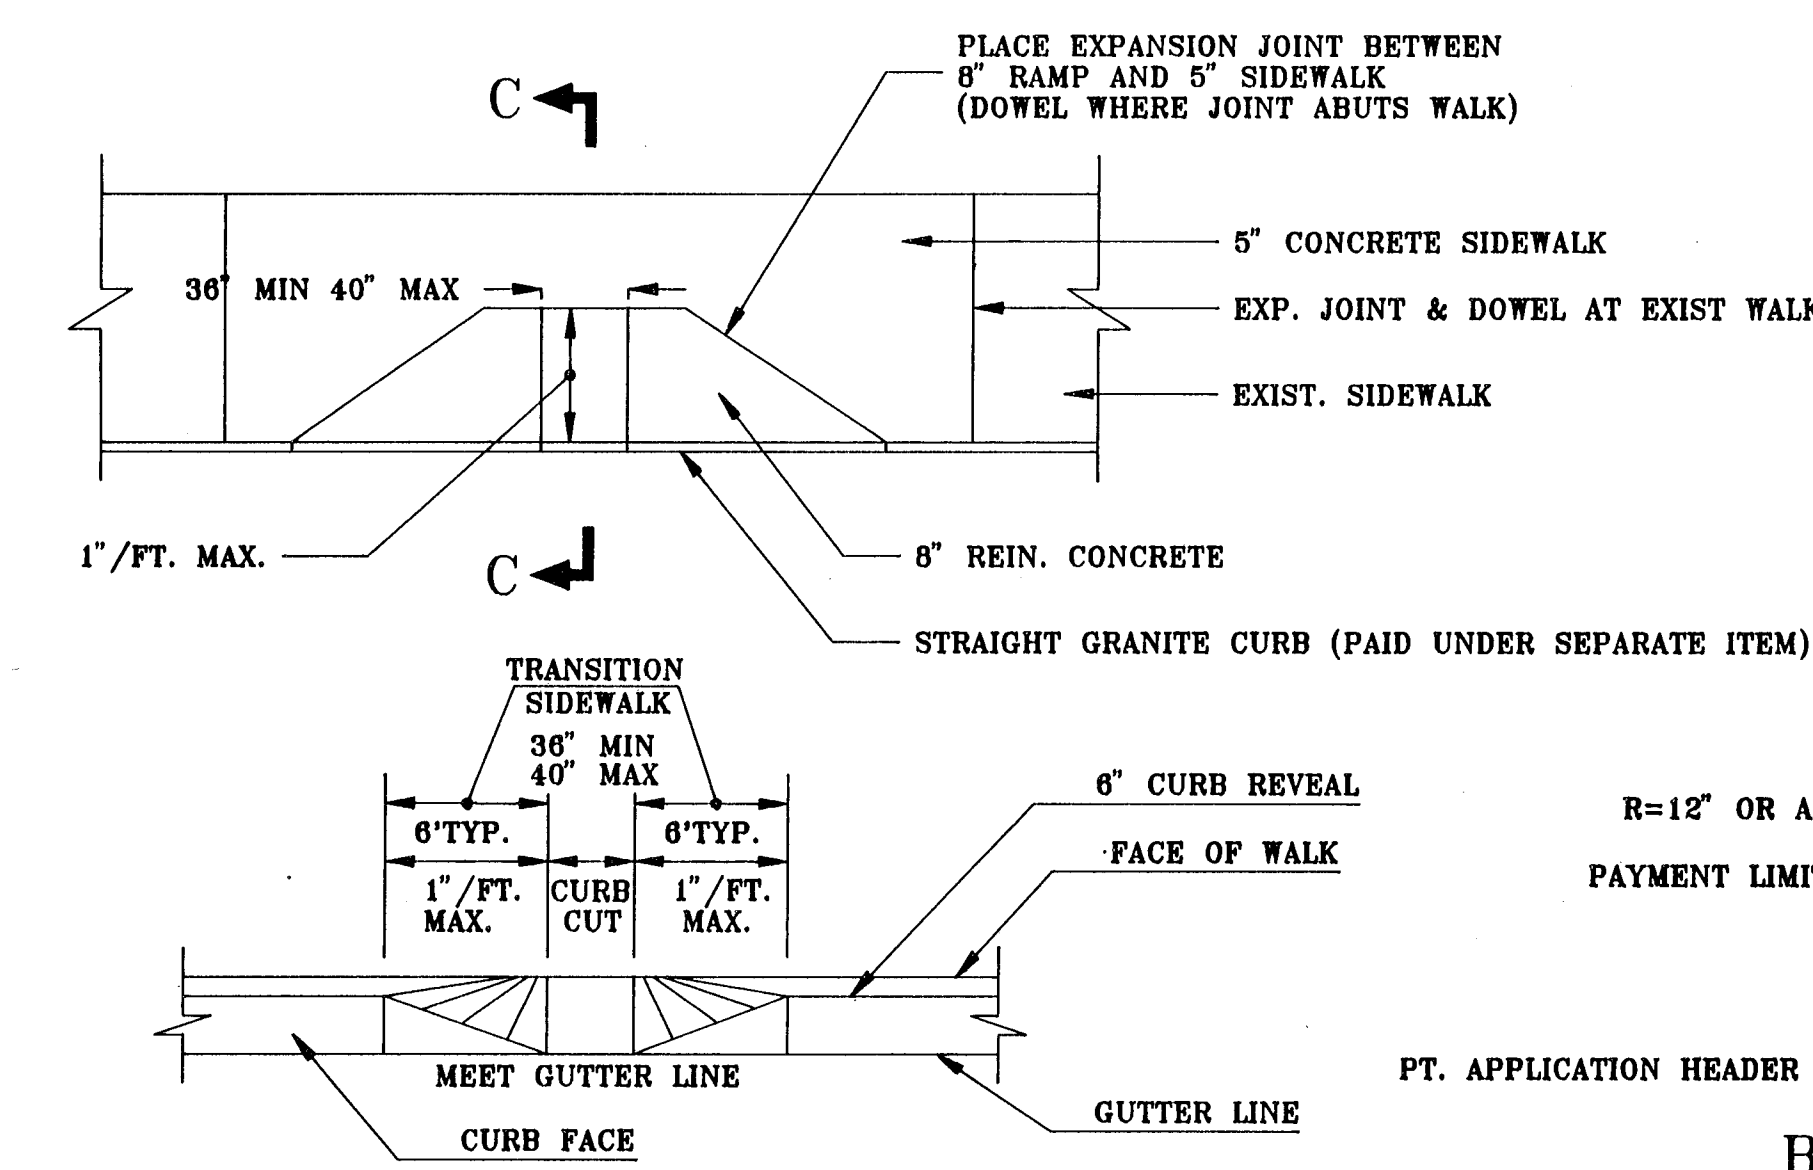 PLACE EXPANSION JOINT BETWEEN
8" RAMP AND 5" SIDEWALK
(DOWEL WHERE JOINT ABUTS WALK)
C
5" CONCRETE SIDEWALK
36" MIN 40" MAX
EXP. JOINT & DOWEL AT EXIST WALK
EXIST. SIDEWALK
1"/FT. MAX.
C
8" REIN. CONCRETE
STRAIGHT GRANITE CURB (PAID UNDER SEPARATE ITEM)
TRANSITION
SIDEWALK
36" MIN
40" MAX
6" CURB REVEAL
R=12" OR A
6'TYP.
6'TYP.
FACE OF WALK
PAYMENT LIMIT
1"/FT.
MAX.
CURB
CUT
1"/FT.
MAX.
MEET GUTTER LINE
PT. APPLICATION HEADER
GUTTER LINE
CURB FACE